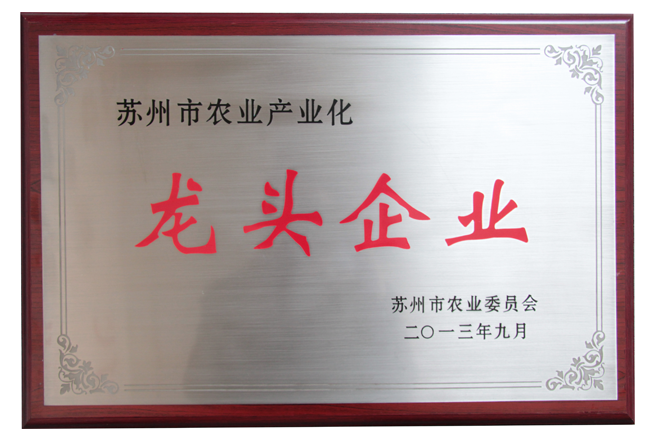 苏州市农业产业化
龙头企业
苏州市农业委员会
二〇一三年九月